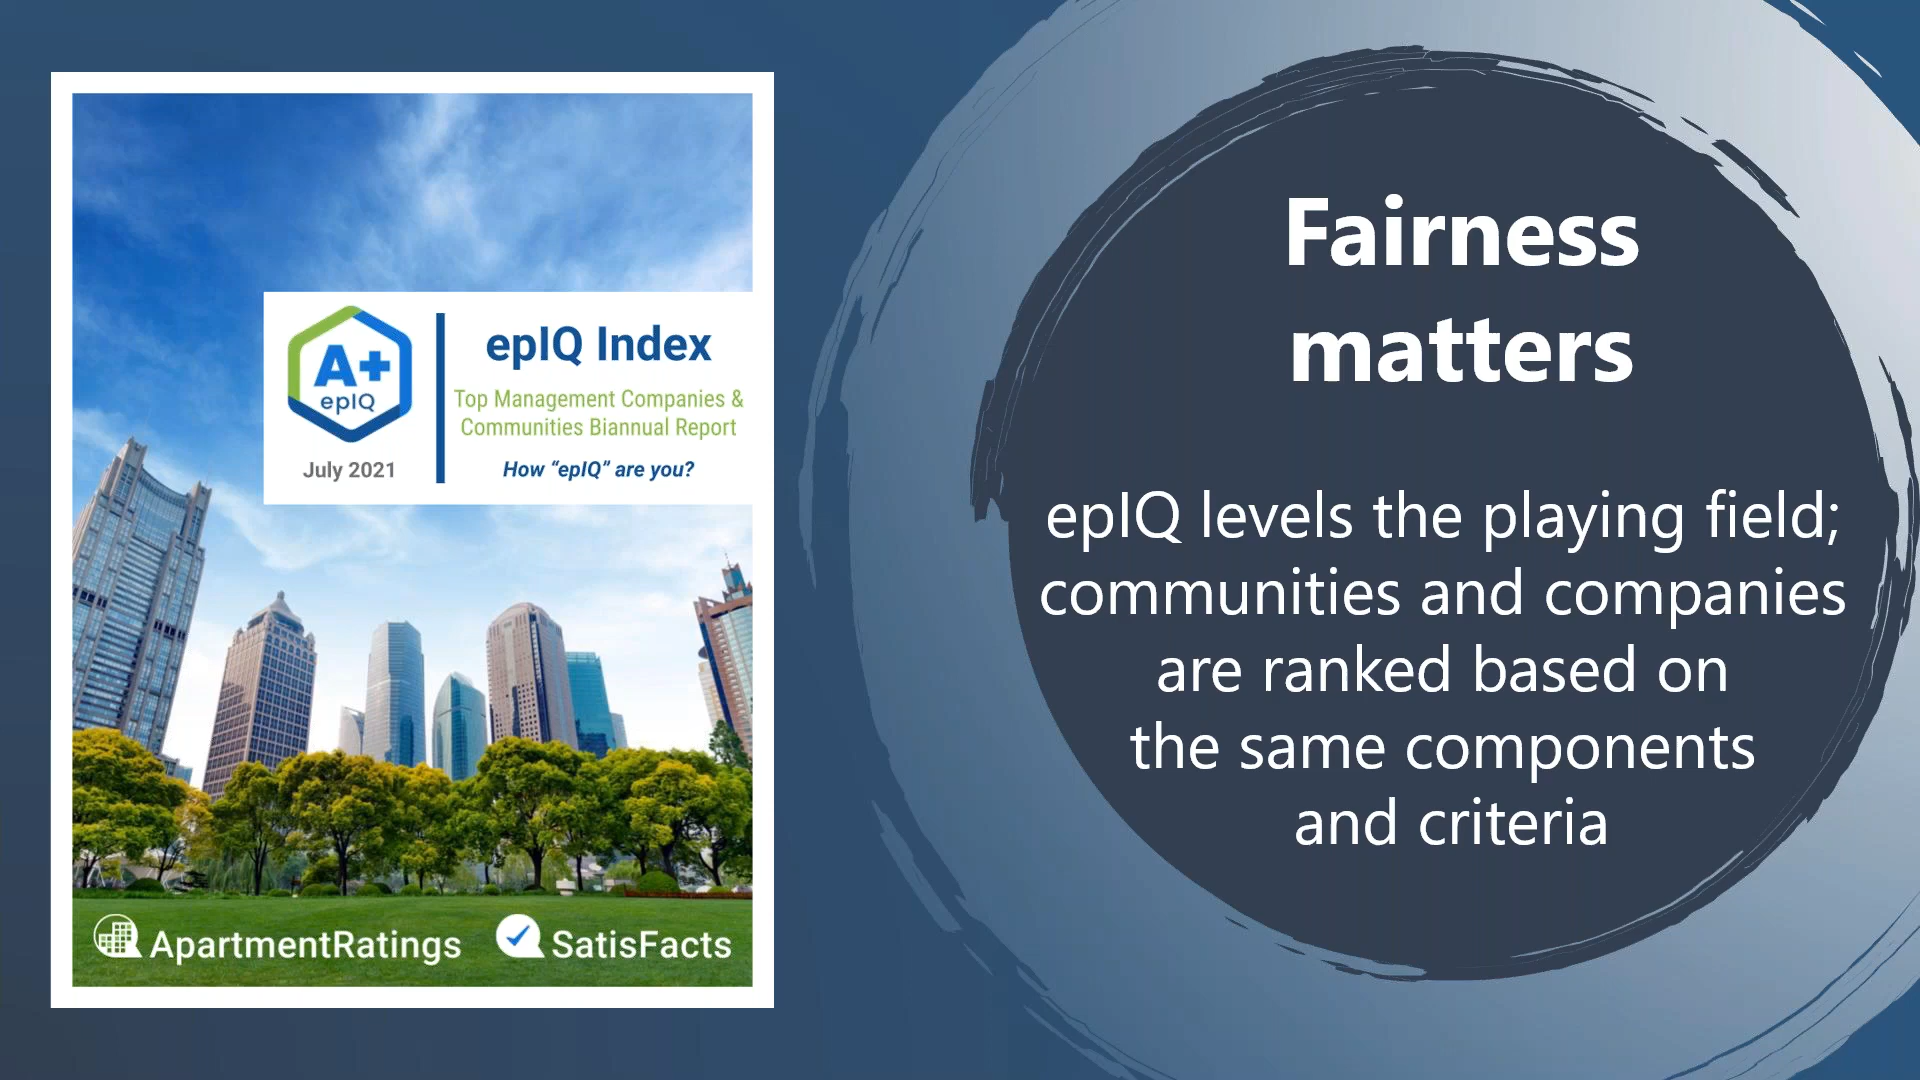 A+
epIQ
July 2021
epIQ Index
Top Management Companies &
Communities Biannual Report
How “epIQ” are you?
ApartmentRatings
SatisFacts
Fairness
matters
epIQ levels the playing field;
communities and companies
are ranked based on
the same components
and criteria